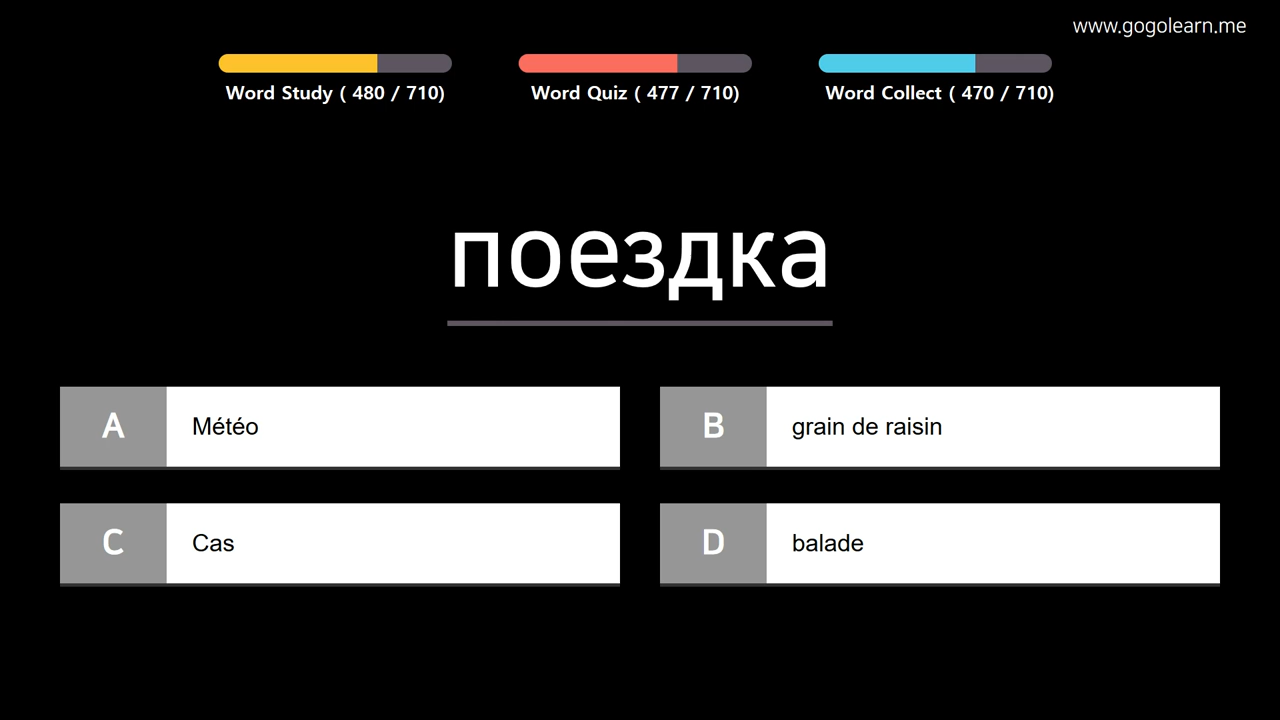 www.gogolearn.me
Word Study ( 480 / 710)
Word Quiz ( 477 / 710)
Word Collect ( 470 / 710)
поездка
A Météo
B grain de raisin
C Cas
D balade